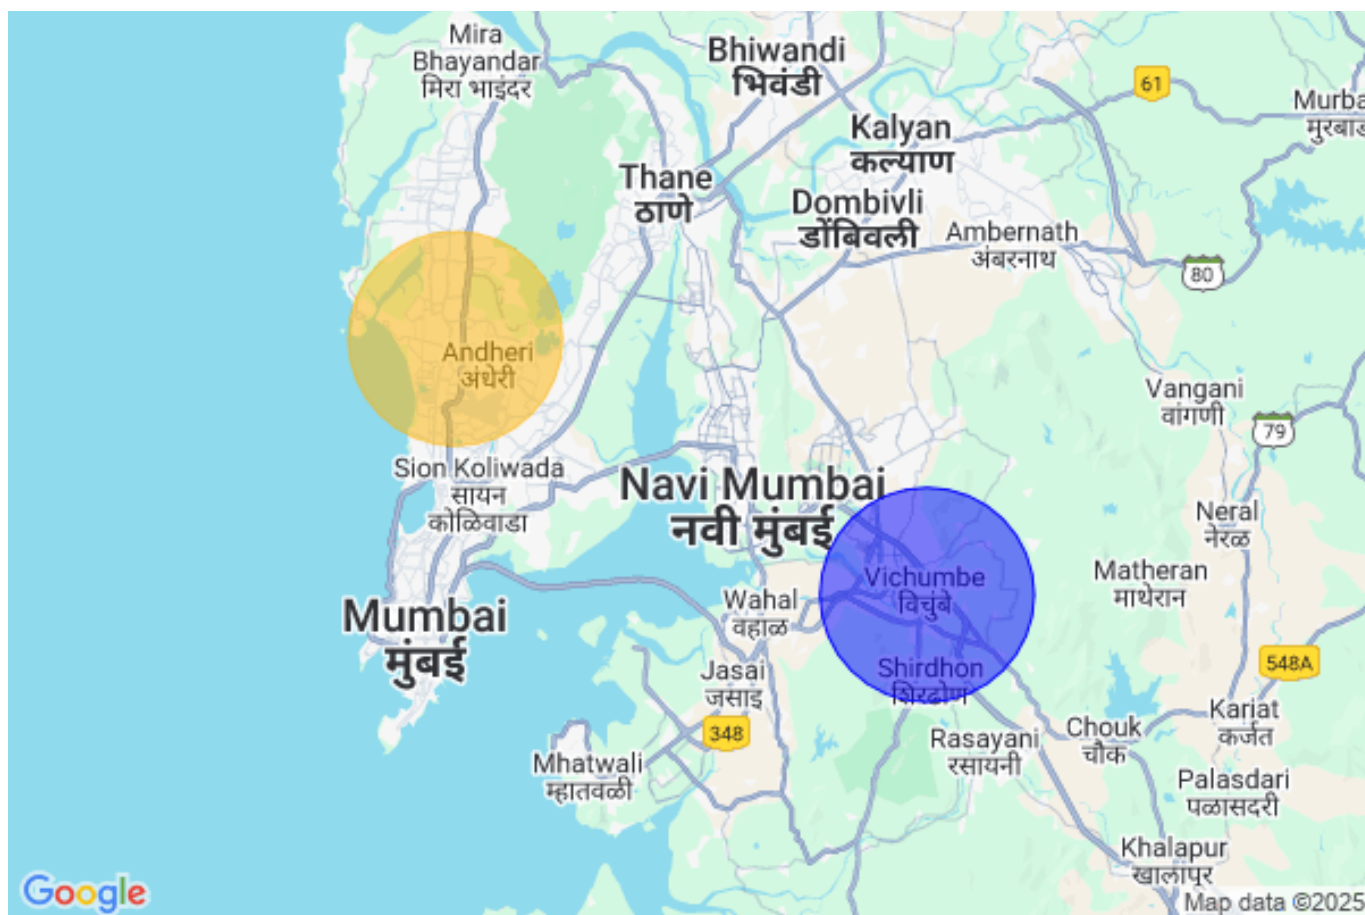 Mira
Bhayandar
मिरा भाईंदर
Bhiwandi
भिवंडी
61
Murba
मुरबाड
Kalyan
कल्याण
Thane
ठाणे
Dombivli
डोंबिवली
Ambernath
अंबरनाथ
80
Andheri
अंधेरी
Vangani
वांगणी
79
Sion Koliwada
सायन
कोळिवाडा
Navi Mumbai
नवी मुंबई
Neral
नेरळ
Vichumbe
विचुंबे
Matheran
माथेरान
Wahal
वहाळ
Mumbai
मुंबई
Shirdhon
शिरढोण
548A
Jasai
जसाइ
348
Kariat
कर्जत
Chouk
चौक
Rasayani
रसायनी
Mhatwali
म्हातवळी
Palasdari
पळासदरी
Khalapur
खालापूर
Google
Map data ©2025